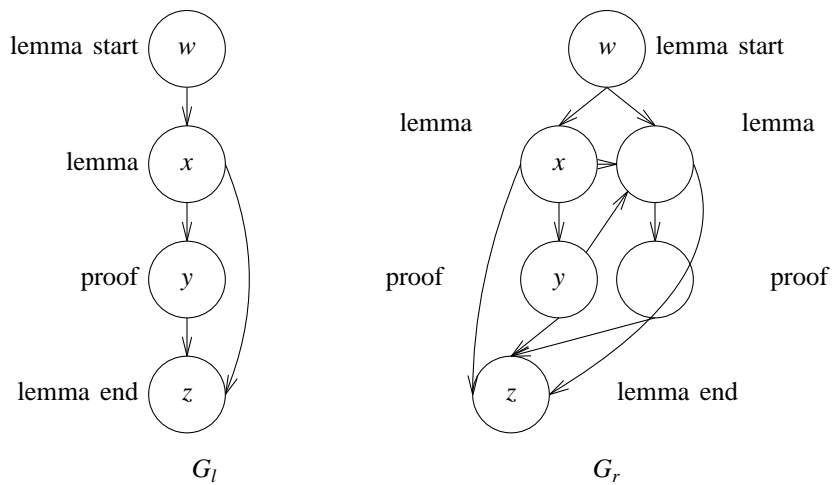 lemma start w
w lemma start
lemma lemma
lemma x
x
proof y
proof y proof
lemma end z
z lemma end
G_l
G_r